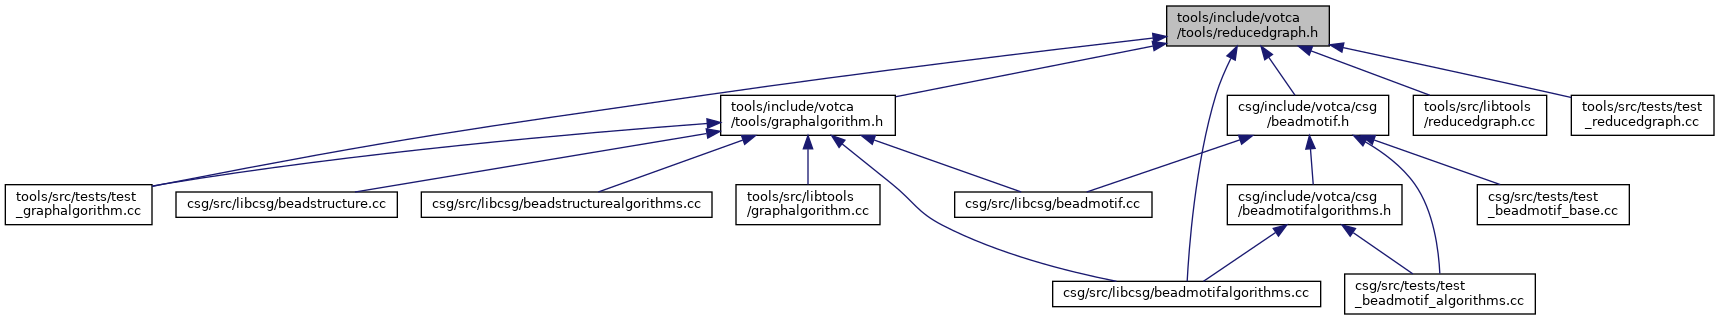 tools/include/votca
/tools/reducedgraph.h
tools/include/votca
/tools/graphalgorithm.h
csg/include/votca/csg
/beadmotif.h
tools/src/libtools
/reducedgraph.cc
tools/src/tests/test
_reducedgraph.cc
tools/src/tests/test
_graphalgorithm.cc
csg/src/libcsg/beadstructure.cc
csg/src/libcsg/beadstructurealgorithms.cc
tools/src/libtools
/graphalgorithm.cc
csg/src/libcsg/beadmotif.cc
csg/include/votca/csg
/beadmotifalgorithms.h
csg/src/tests/test
_beadmotif_base.cc
csg/src/libcsg/beadmotifalgorithms.cc
csg/src/tests/test
_beadmotif_algorithms.cc